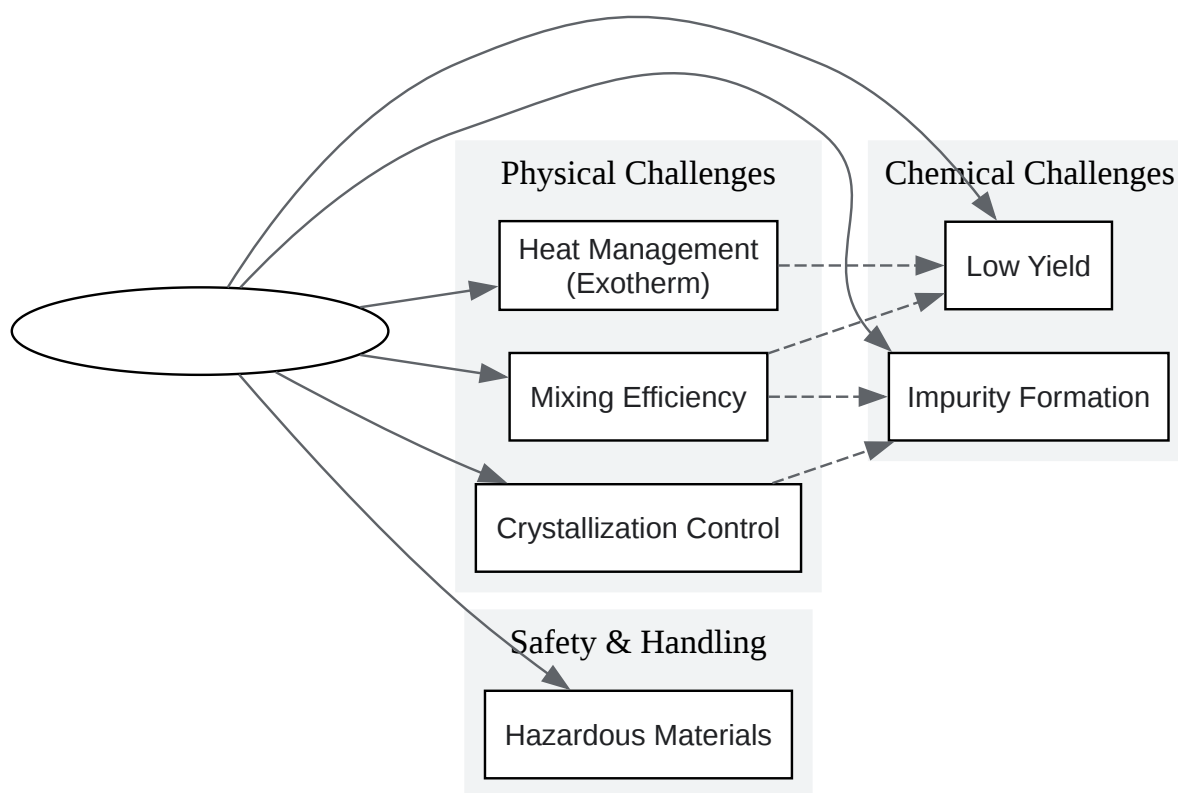 Physical Challenges
Heat Management
(Exotherm)
Mixing Efficiency
Crystallization Control
Chemical Challenges
Low Yield
Impurity Formation
Safety & Handling
Hazardous Materials